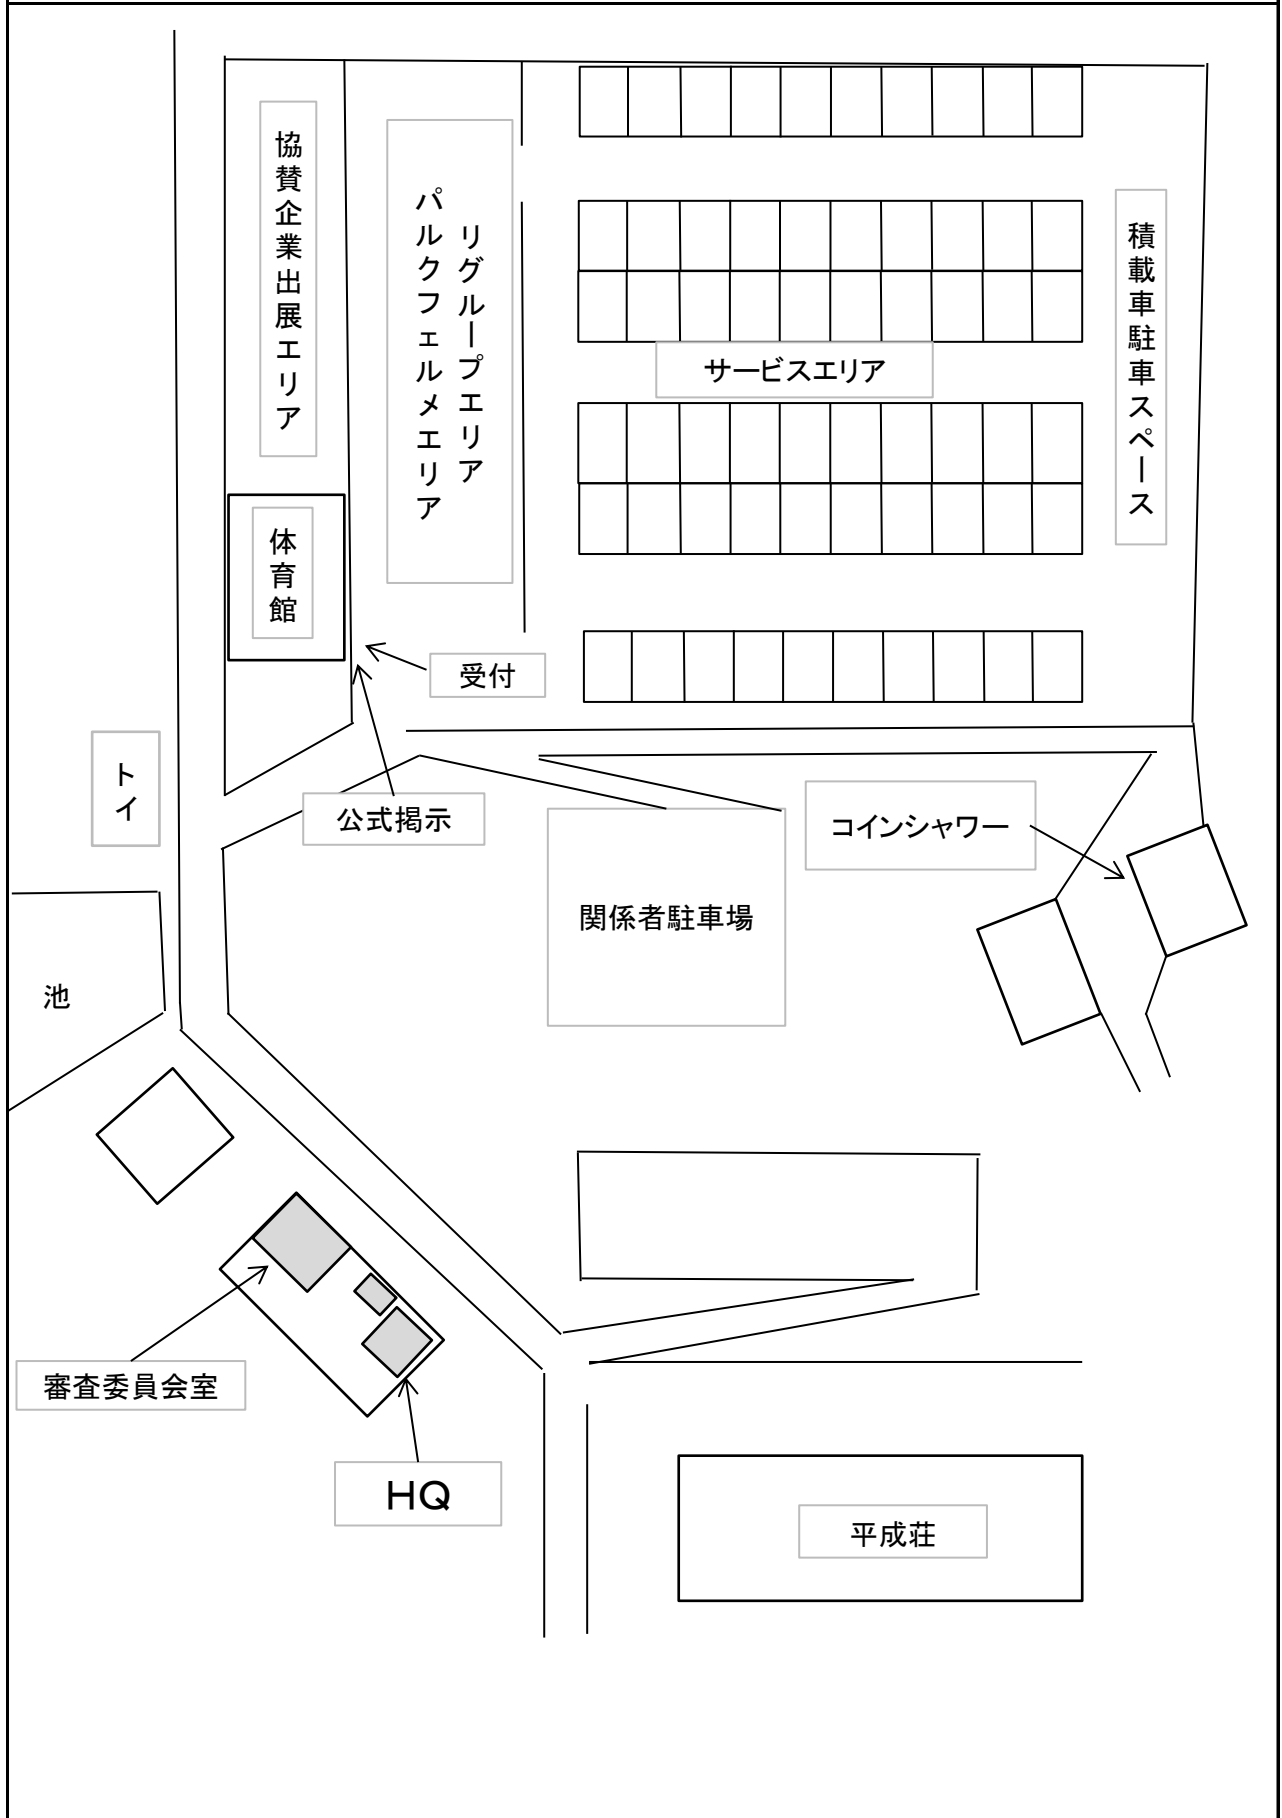 協賛企業出展エリア
リグループエリア
パルクフェルメエリア
積載車駐車スペース
サービスエリア
体育館
受付
トイ
公式掲示
コインシャワー
関係者駐車場
池
審査委員会室
HQ
平成荘